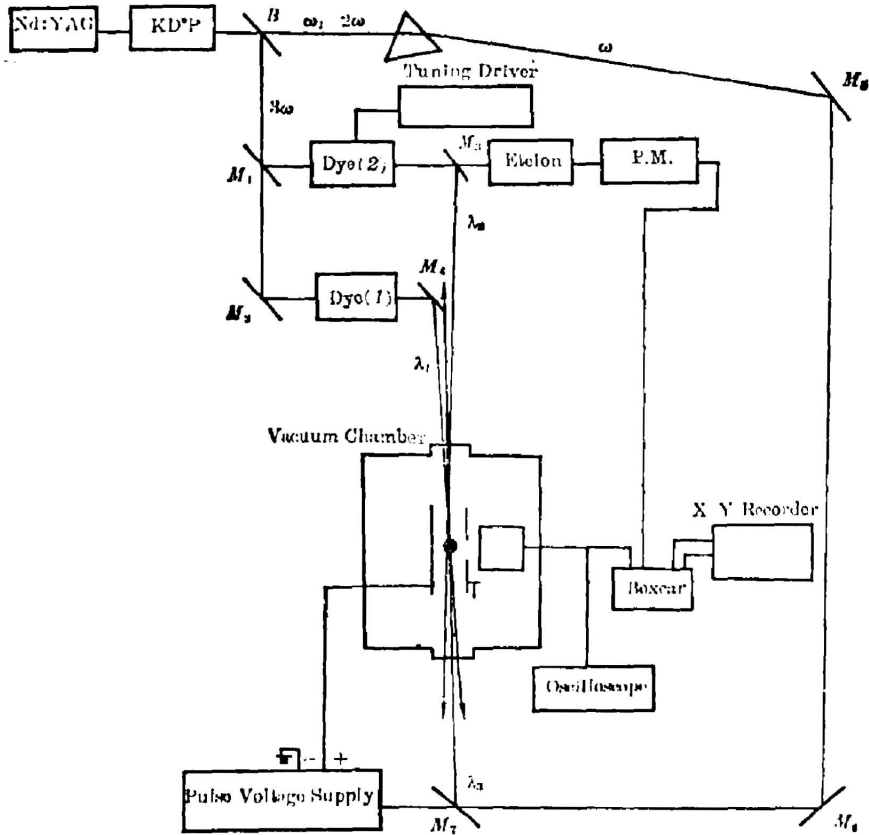 Nd:YAG
KD*P
B
ω, 2ω
ω
M₅
Tuning Driver
3ω
M₁
Dye(2)
M₃
Etelon
P.M.
λ₂
M₂
Dye(1)
M₄
λ₁
Vacuum Chamber
X Y Recorder
Boxcar
Oscilloscope
- +
Pulse Voltage Supply
λ₃
M₇
M₆